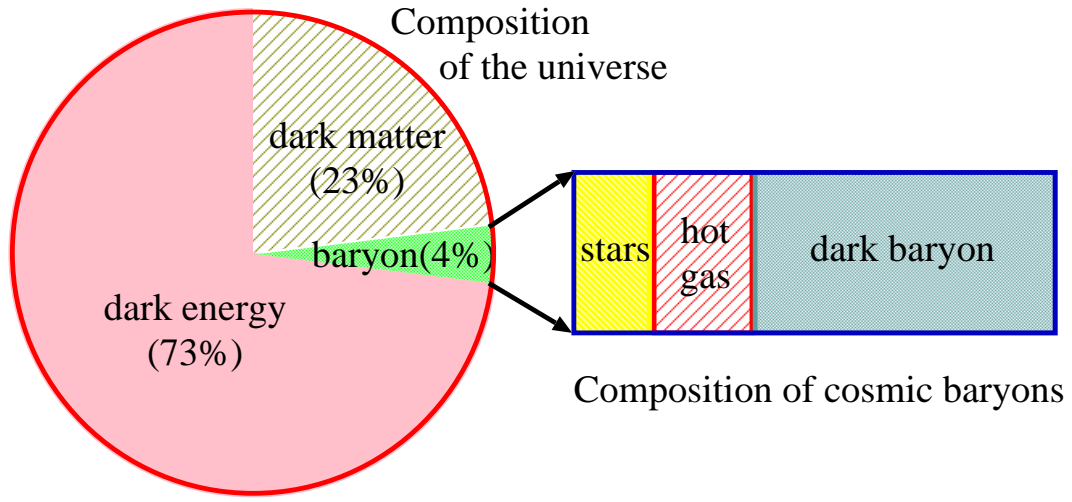 Composition
of the universe
dark matter
(23%)
baryon(4%)
dark energy
(73%)
stars
hot
gas
dark baryon
Composition of cosmic baryons